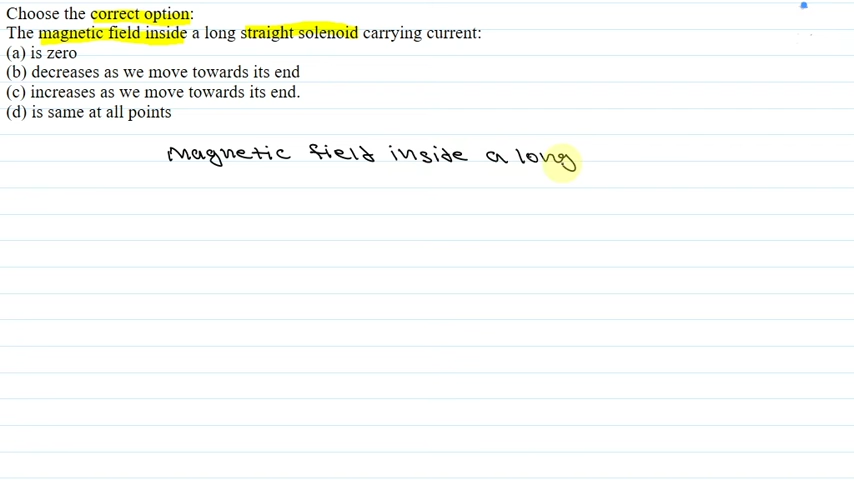 Choose the correct option:
The magnetic field inside a long straight solenoid carrying current:
(a) is zero
(b) decreases as we move towards its end
(c) increases as we move towards its end.
(d) is same at all points
Magnetic field inside a long